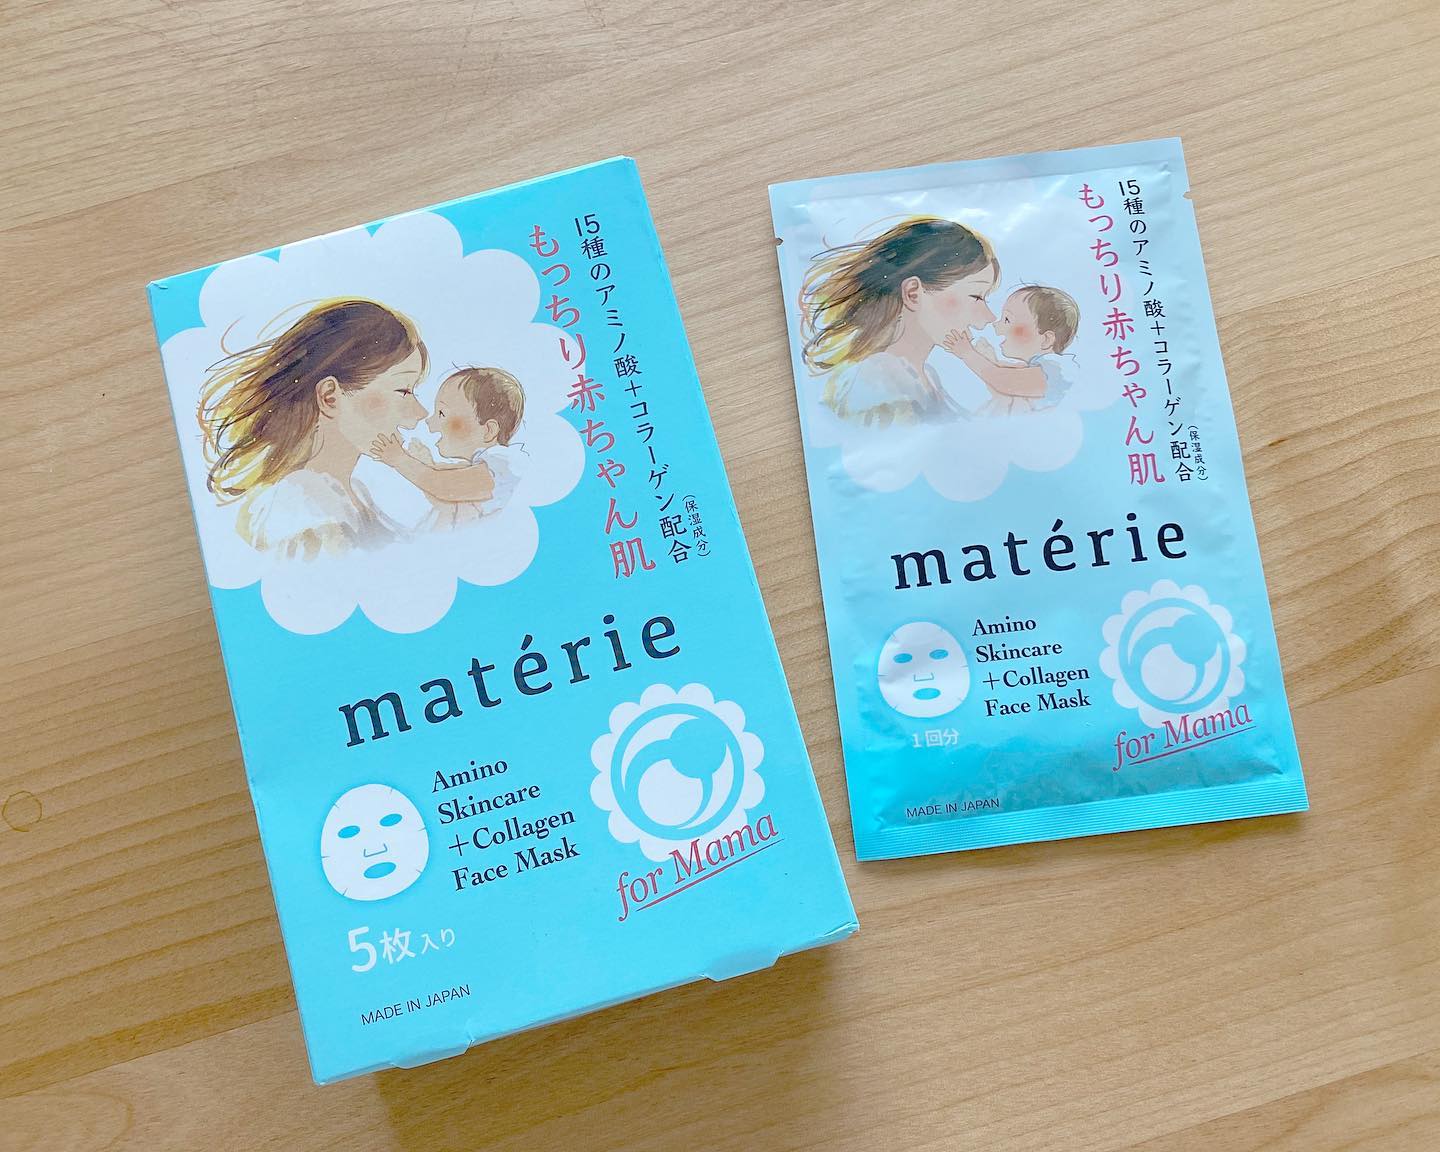 15種のアミノ酸+コラーゲン配合
(保湿成分)
もっちり赤ちゃん肌
matérie
Amino
Skincare
+Collagen
Face Mask
for Mama
5枚入り
MADE IN JAPAN
15種のアミノ酸+コラーゲン配合
(保湿成分)
もっちり赤ちゃん肌
matérie
Amino
Skincare
+Collagen
Face Mask
1回分
for Mama
MADE IN JAPAN